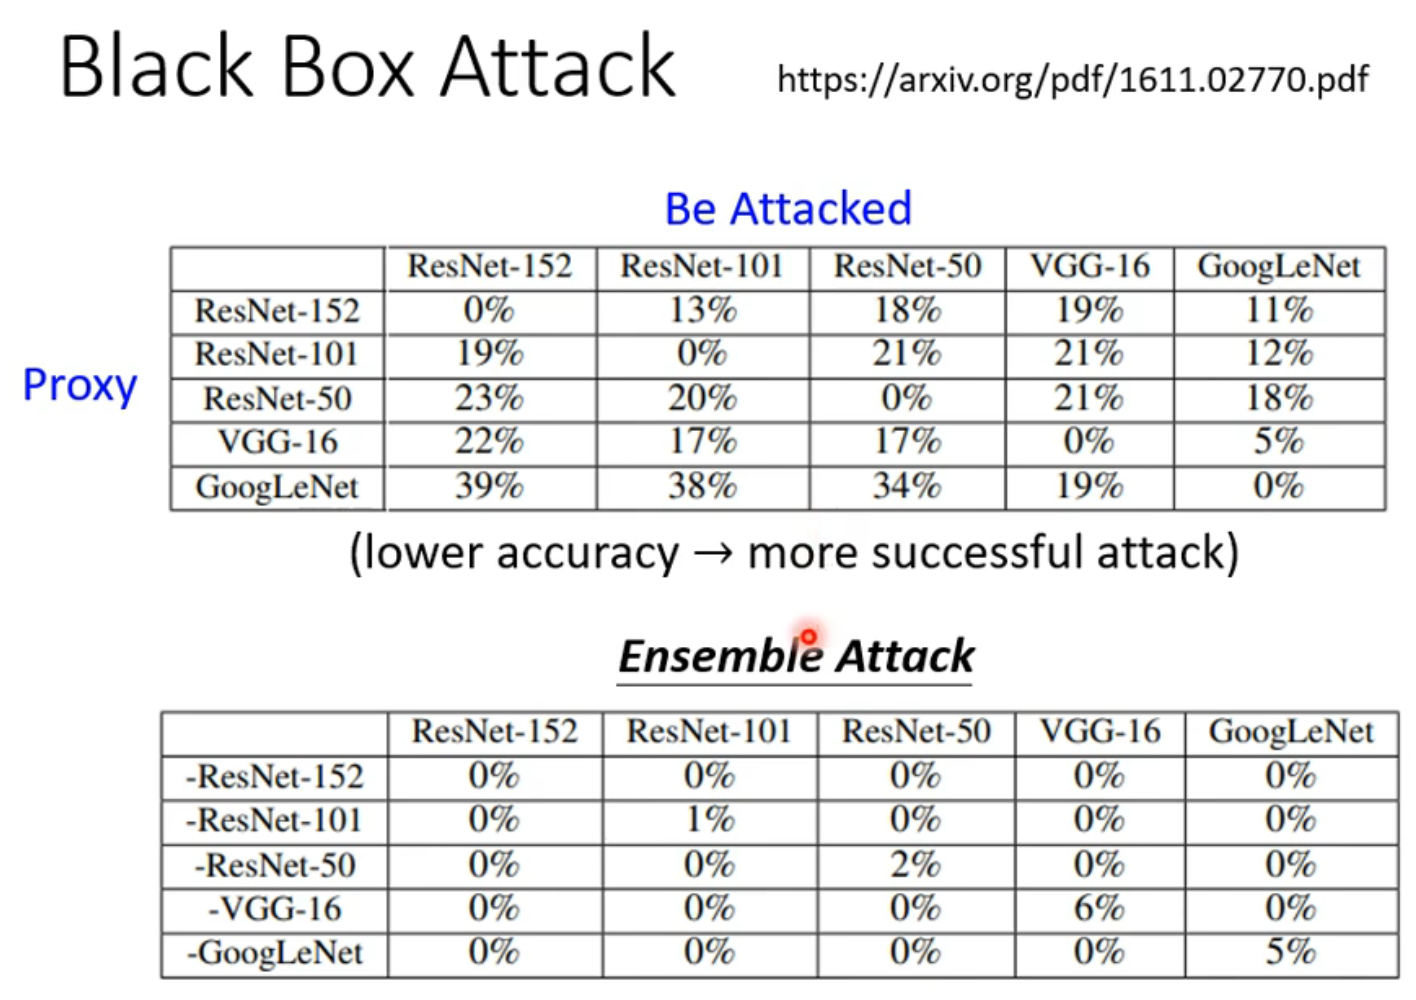 Black Box Attack https://arxiv.org/pdf/1611.02770.pdf
Be Attacked
ResNet-152 ResNet-101 ResNet-50 VGG-16 GoogLeNet
ResNet-152 0% 13% 18% 19% 11%
ResNet-101 19% 0% 21% 21% 12%
Proxy
ResNet-50 23% 20% 0% 21% 18%
VGG-16 22% 17% 17% 0% 5%
GoogLeNet 39% 38% 34% 19% 0%
(lower accuracy → more successful attack)
Ensemble Attack
ResNet-152 ResNet-101 ResNet-50 VGG-16 GoogLeNet
-ResNet-152 0% 0% 0% 0% 0%
-ResNet-101 0% 1% 0% 0% 0%
-ResNet-50 0% 0% 2% 0% 0%
-VGG-16 0% 0% 0% 6% 0%
-GoogLeNet 0% 0% 0% 0% 5%